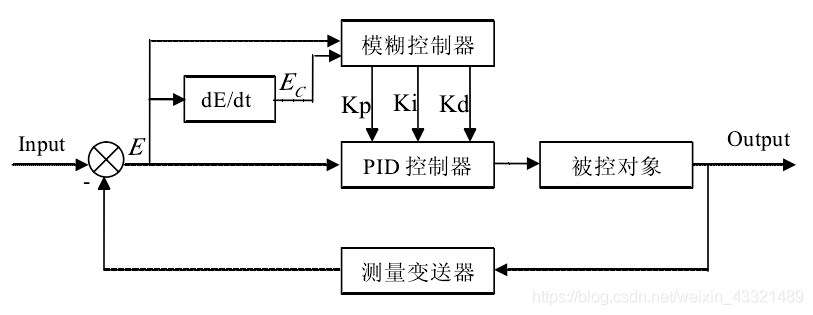 模糊控制器
dE/dt
E_C
Kp
Ki
Kd
Input
E
-
PID 控制器
被控对象
Output
测量变送器
https://blog.csdn.net/weixin_43321489